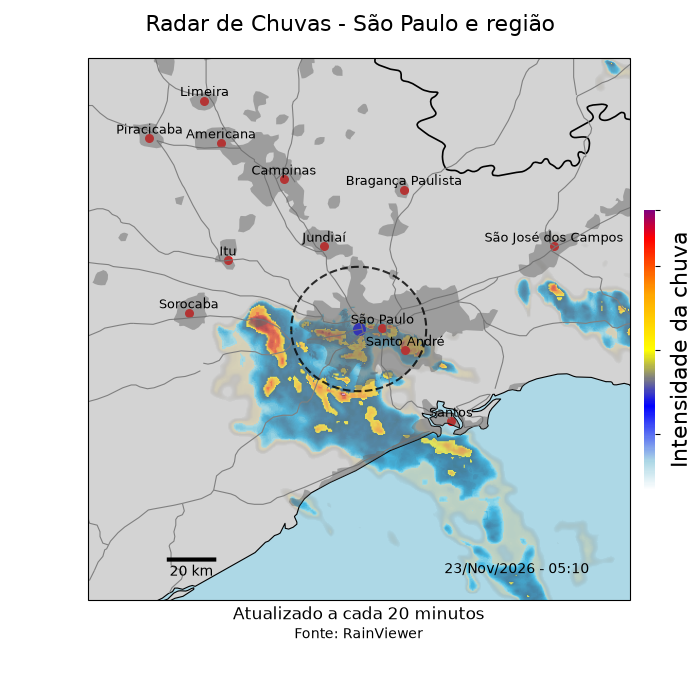 Radar de Chuvas - São Paulo e região
Limeira
Piracicaba
Americana
Campinas
Bragança Paulista
Jundiaí
São José dos Campos
Itu
Sorocaba
São Paulo
Santo André
Santos
Intensidade da chuva
20 km
23/Nov/2026 - 05:10
Atualizado a cada 20 minutos
Fonte: RainViewer